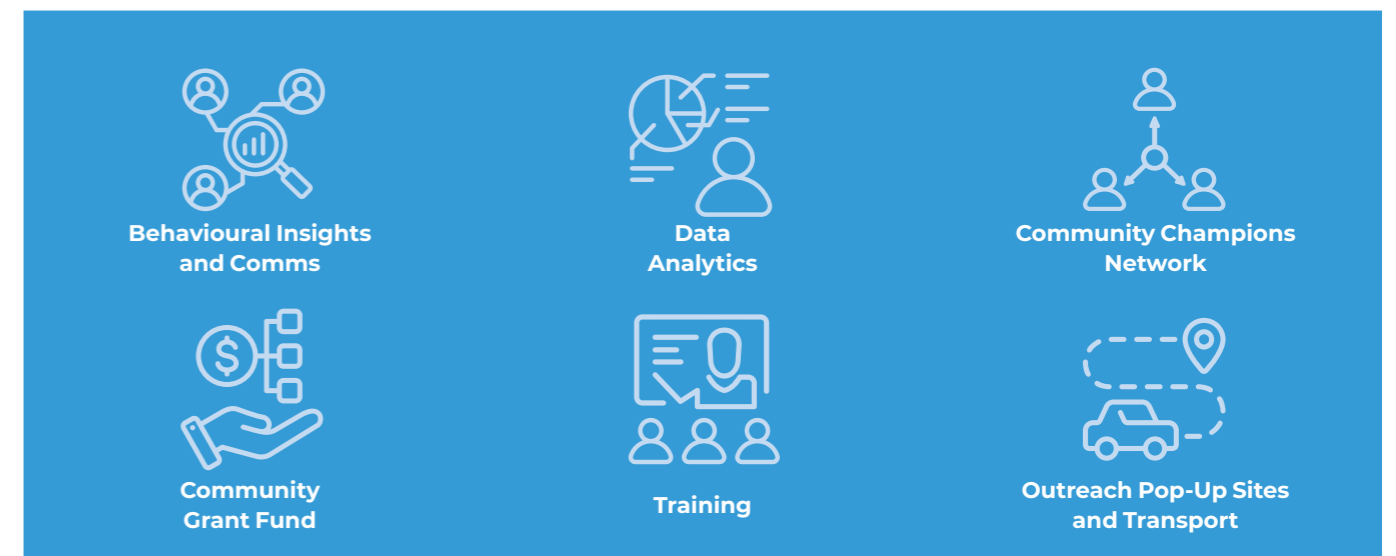 Behavioural Insights
and Comms
Data
Analytics
Community Champions
Network
Community
Grant Fund
Training
Outreach Pop-Up Sites
and Transport